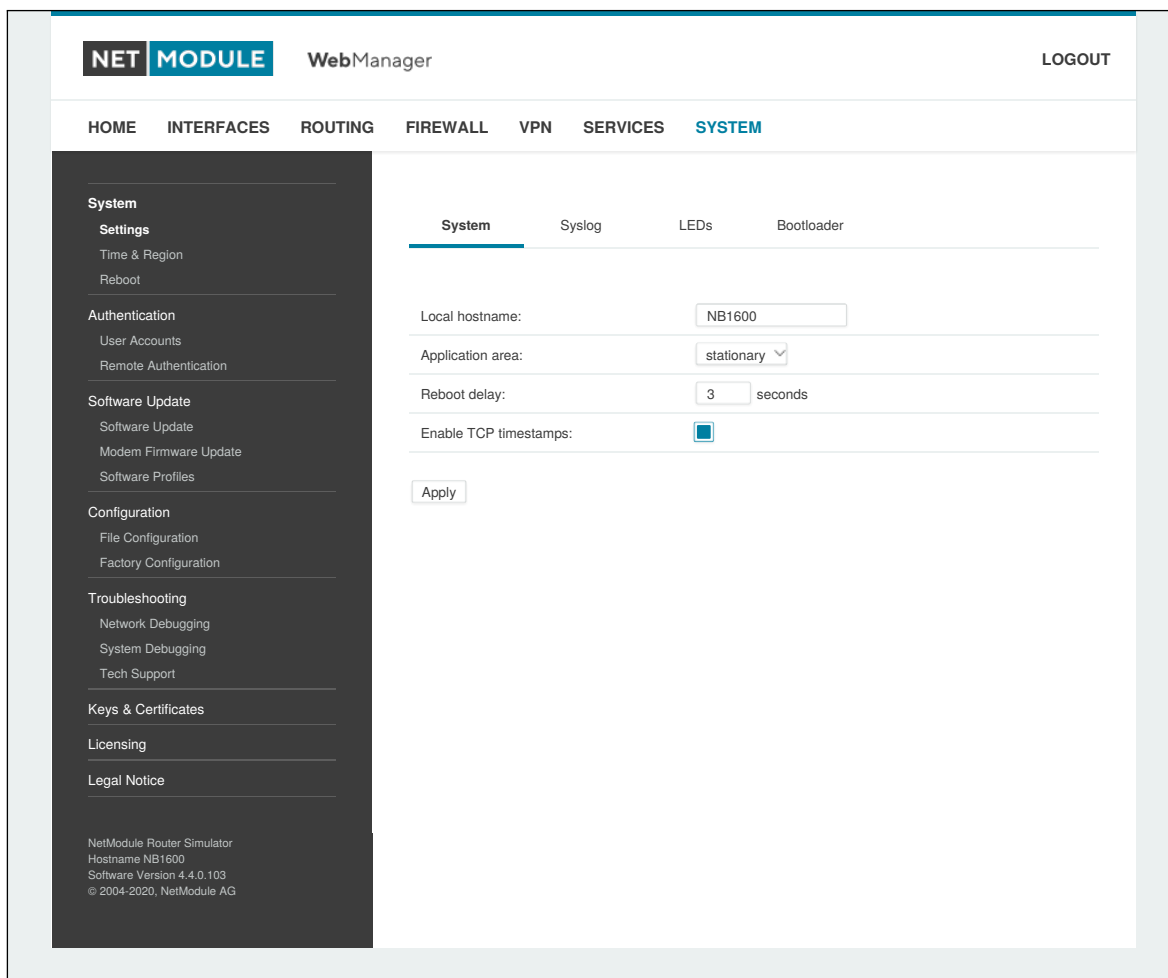 NET MODULE WebManager LOGOUT
HOME INTERFACES ROUTING FIREWALL VPN SERVICES SYSTEM
System
Settings
Time & Region
Reboot
Authentication
User Accounts
Remote Authentication
Software Update
Software Update
Modem Firmware Update
Software Profiles
Configuration
File Configuration
Factory Configuration
Troubleshooting
Network Debugging
System Debugging
Tech Support
Keys & Certificates
Licensing
Legal Notice
NetModule Router Simulator
Hostname NB1600
Software Version 4.4.0.103
© 2004-2020, NetModule AG
System Syslog LEDs Bootloader
Local hostname: NB1600
Application area: stationary
Reboot delay: 3 seconds
Enable TCP timestamps:
Apply